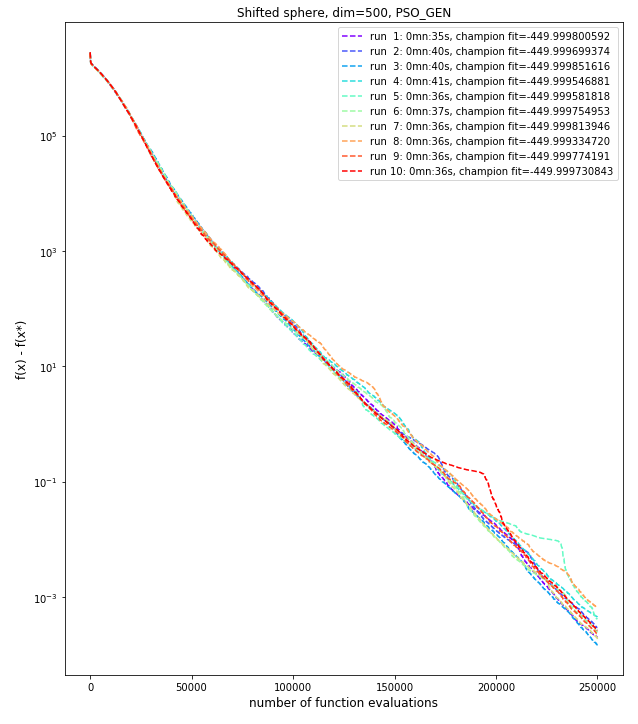 Shifted sphere, dim=500, PSO_GEN
run  1: 0mn:35s, champion fit=-449.999800592
run  2: 0mn:40s, champion fit=-449.999699374
run  3: 0mn:40s, champion fit=-449.999851616
run  4: 0mn:41s, champion fit=-449.999546881
run  5: 0mn:36s, champion fit=-449.999581818
run  6: 0mn:37s, champion fit=-449.999754953
run  7: 0mn:36s, champion fit=-449.999813946
run  8: 0mn:36s, champion fit=-449.999334720
run  9: 0mn:36s, champion fit=-449.999774191
run 10: 0mn:36s, champion fit=-449.999730843
f(x) - f(x*)
10^5
10^3
10^1
10^−1
10^−3
0 50000 100000 150000 200000 250000
number of function evaluations